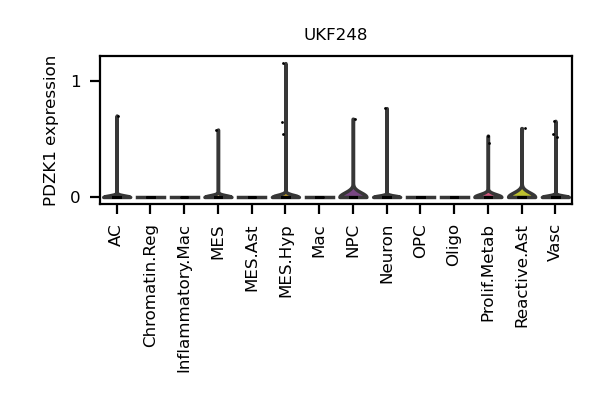 UKF248
PDZK1 expression
1
0
AC
Chromatin.Reg
Inflammatory.Mac
MES
MES.Ast
MES.Hyp
Mac
NPC
Neuron
OPC
Oligo
Prolif.Metab
Reactive.Ast
Vasc